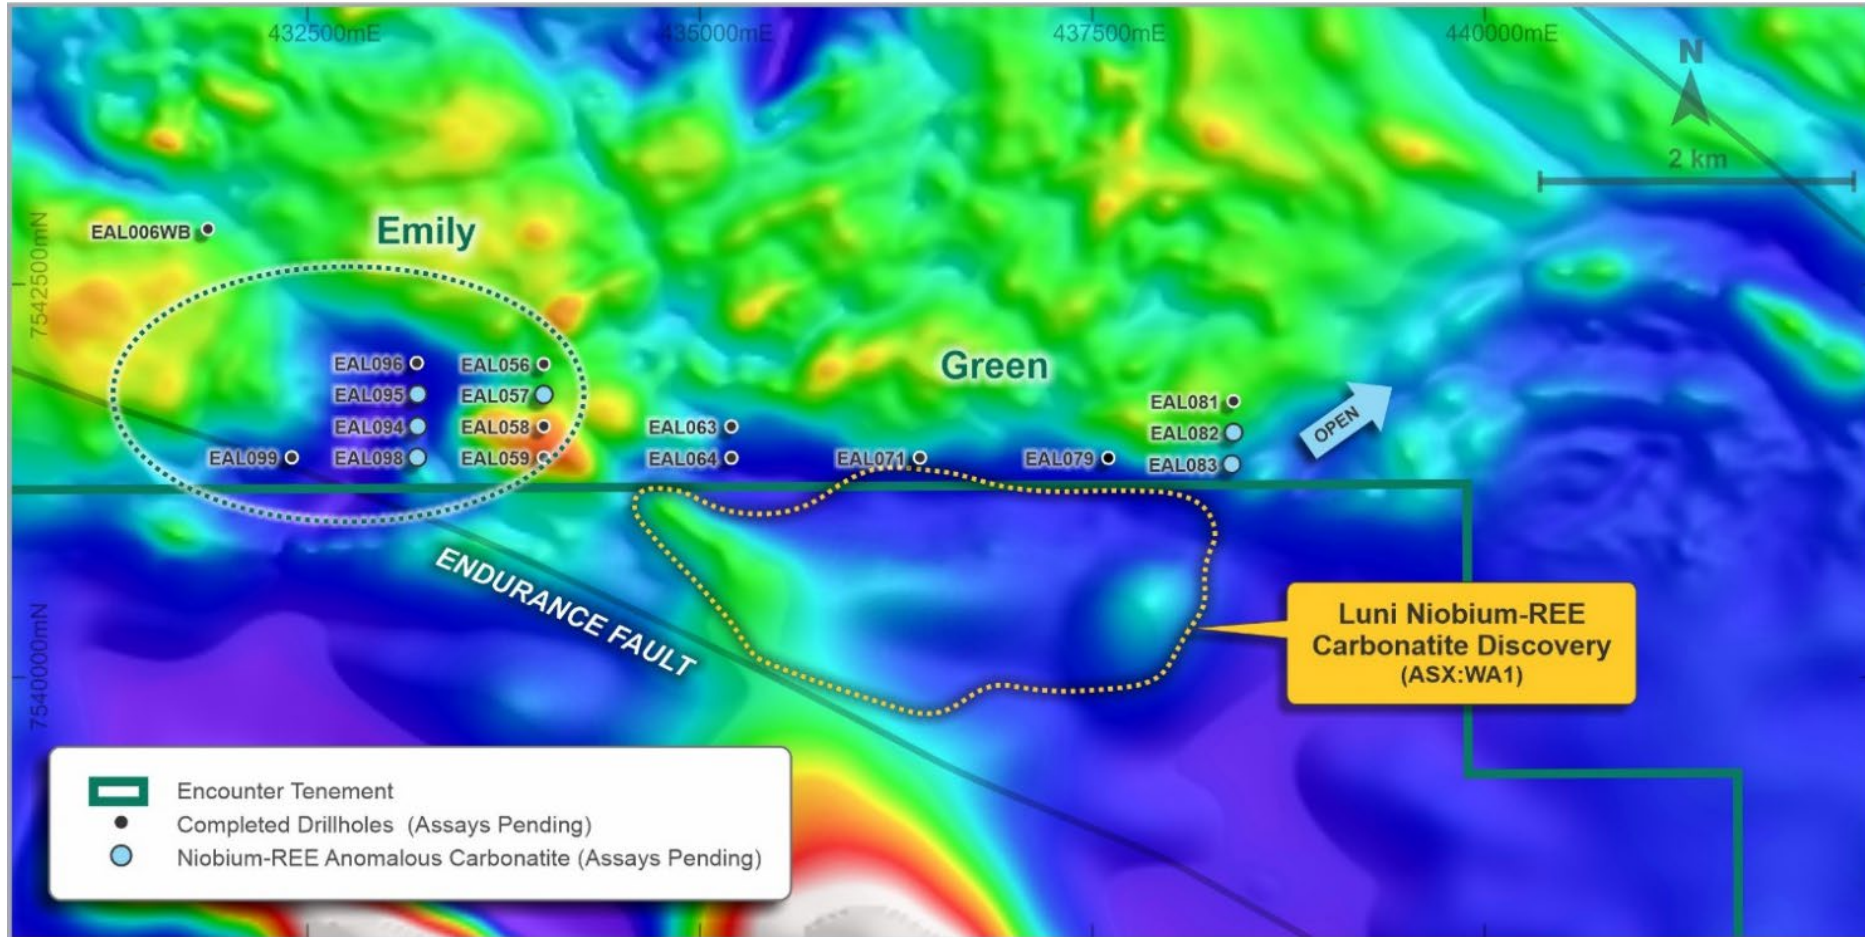 432500mE
435000mE
437500mE
440000mE
N
2 km
7542500mN
EAL006WB
Emily
Green
EAL096
EAL056
EAL095
EAL057
EAL094
EAL058
EAL099
EAL098
EAL059
EAL063
EAL064
EAL071
EAL079
EAL081
EAL082
EAL083
OPEN
ENDURANCE FAULT
7540000mN
Luni Niobium-REE
Carbonatite Discovery
(ASX:WA1)
Encounter Tenement
Completed Drillholes (Assays Pending)
Niobium-REE Anomalous Carbonatite (Assays Pending)